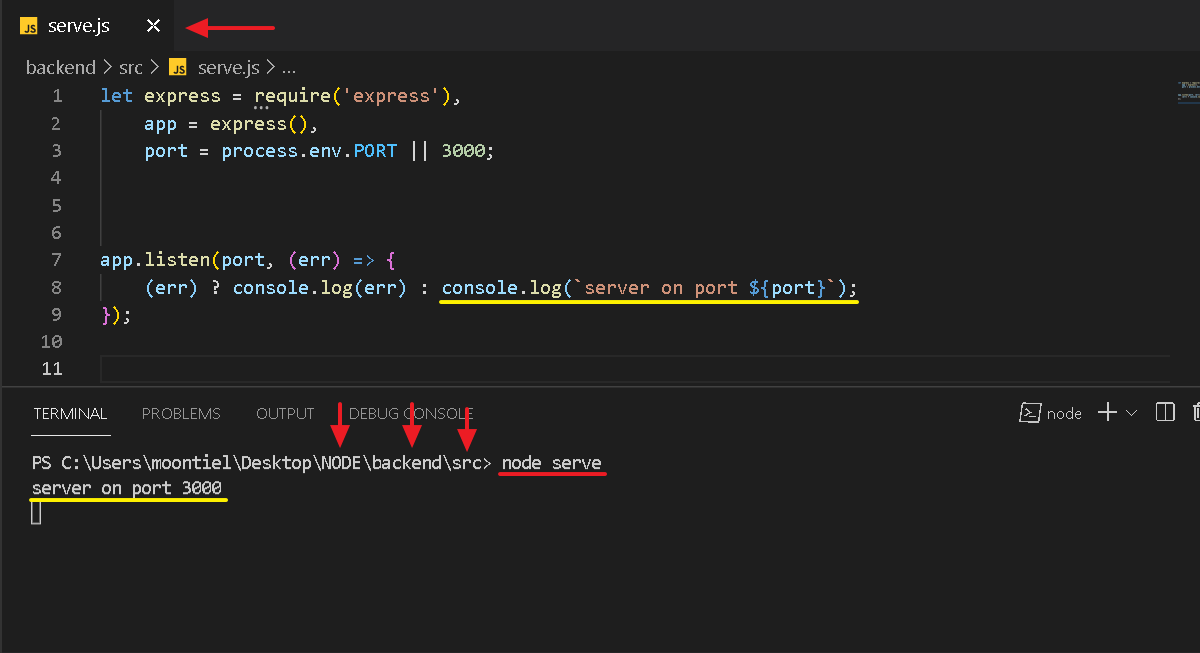 JS serve.js ×
backend > src > JS serve.js > ...
1 let express = require('express'),
2     app = express(),
3     port = process.env.PORT || 3000;
4
5
6
7 app.listen(port, (err) => {
8     (err) ? console.log(err) : console.log(`server on port ${port}`);
9 });
10
11
TERMINAL PROBLEMS OUTPUT DEBUG CONSOLE node
PS C:\Users\moontiel\Desktop\NODE\backend\src> node serve
server on port 3000